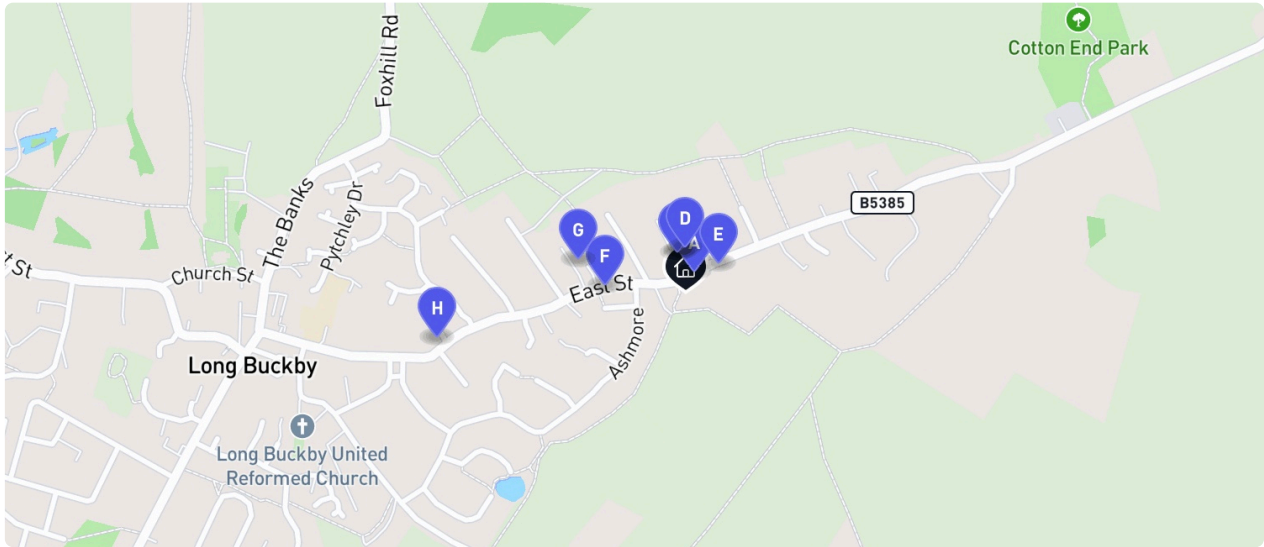 Cotton End Park
Foxhill Rd
B5385
The Banks
Pytchley Dr
G
D
E
A
F
Church St
East St
H
Ashmore
Long Buckby
Long Buckby United
Reformed Church